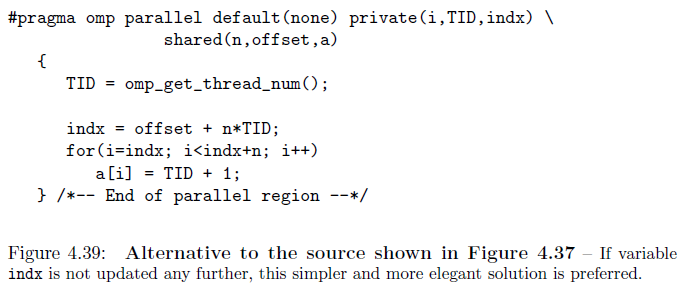 #pragma omp parallel default(none) private(i,TID,indx) \
shared(n,offset,a)
{
TID = omp_get_thread_num();
indx = offset + n*TID;
for(i=indx; i<indx+n; i++)
a[i] = TID + 1;
} /*-- End of parallel region --*/
Figure 4.39: Alternative to the source shown in Figure 4.37 – If variable
indx is not updated any further, this simpler and more elegant solution is preferred.